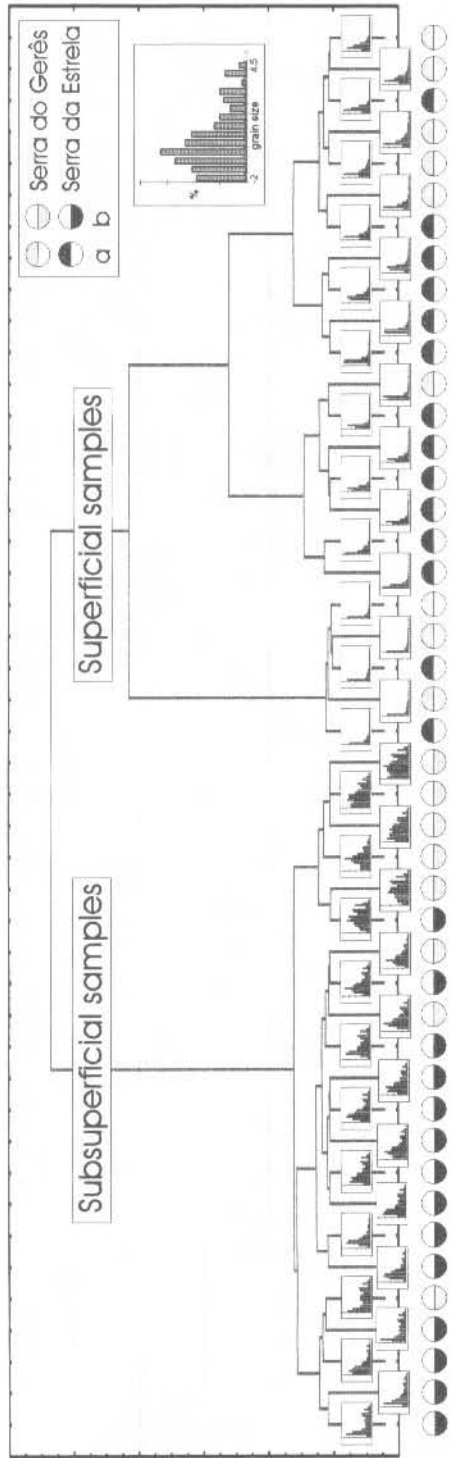 Serra do Gerês
Serra da Estrela
a b
%
-2 grain size 4.5
Superficial samples
Subsuperficial samples